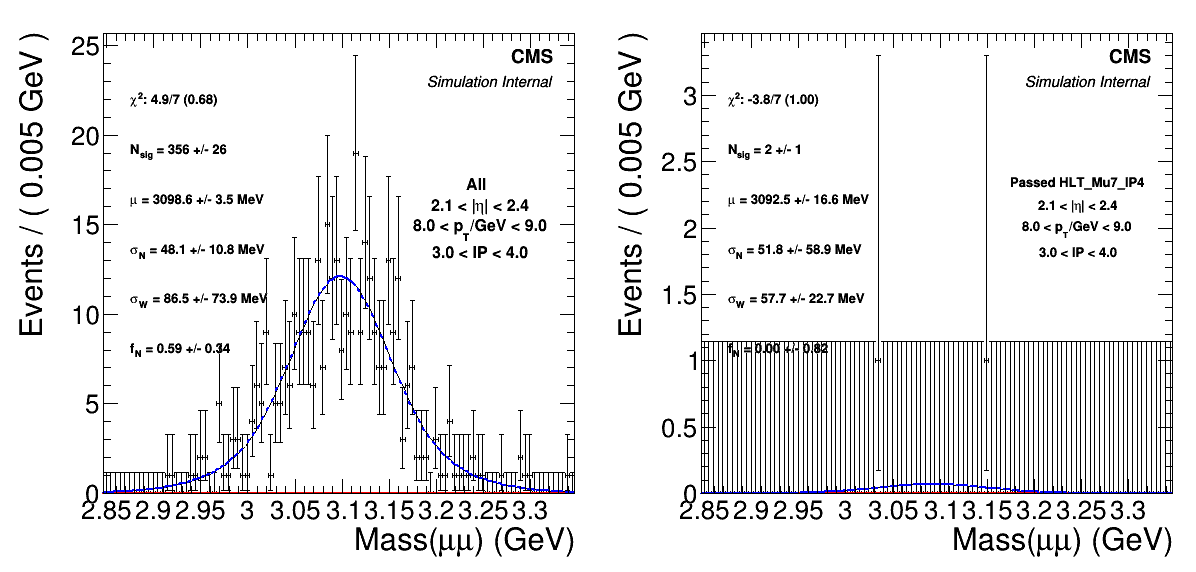 Events / ( 0.005 GeV )
25
20
15
10
5
0
CMS
Simulation Internal
χ²: 4.9/7 (0.68)
N_sig = 356 +/- 26
μ = 3098.6 +/- 3.5 MeV
σ_N = 48.1 +/- 10.8 MeV
σ_W = 86.5 +/- 73.9 MeV
f_N = 0.59 +/- 0.34
All
2.1 < |η| < 2.4
8.0 < p_T/GeV < 9.0
3.0 < IP < 4.0
2.85 2.9 2.95 3 3.05 3.1 3.15 3.2 3.25 3.3
Mass(μμ) (GeV)
Events / ( 0.005 GeV )
3
2.5
2
1.5
1
0.5
0
CMS
Simulation Internal
χ²: -3.8/7 (1.00)
N_sig = 2 +/- 1
μ = 3092.5 +/- 16.6 MeV
σ_N = 51.8 +/- 58.9 MeV
σ_W = 57.7 +/- 22.7 MeV
f_N = 0.00 +/- 0.82
Passed HLT_Mu7_IP4
2.1 < |η| < 2.4
8.0 < p_T/GeV < 9.0
3.0 < IP < 4.0
2.85 2.9 2.95 3 3.05 3.1 3.15 3.2 3.25 3.3
Mass(μμ) (GeV)